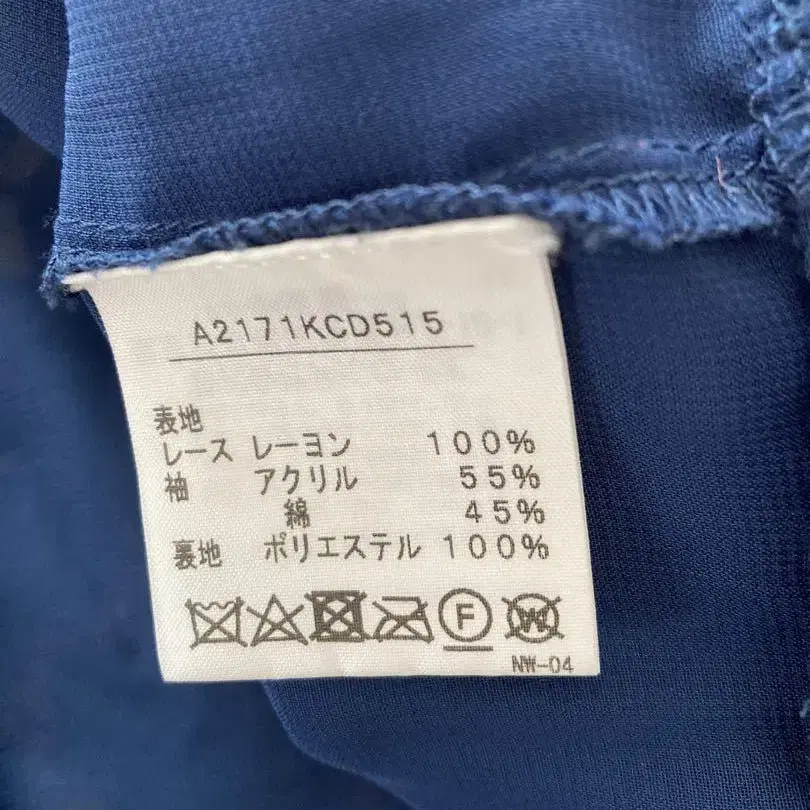 A2171KCD515
表地
レース レーヨン 100%
袖 アクリル 55%
綿 45%
裏地 ポリエステル 100%
F W
NW-04